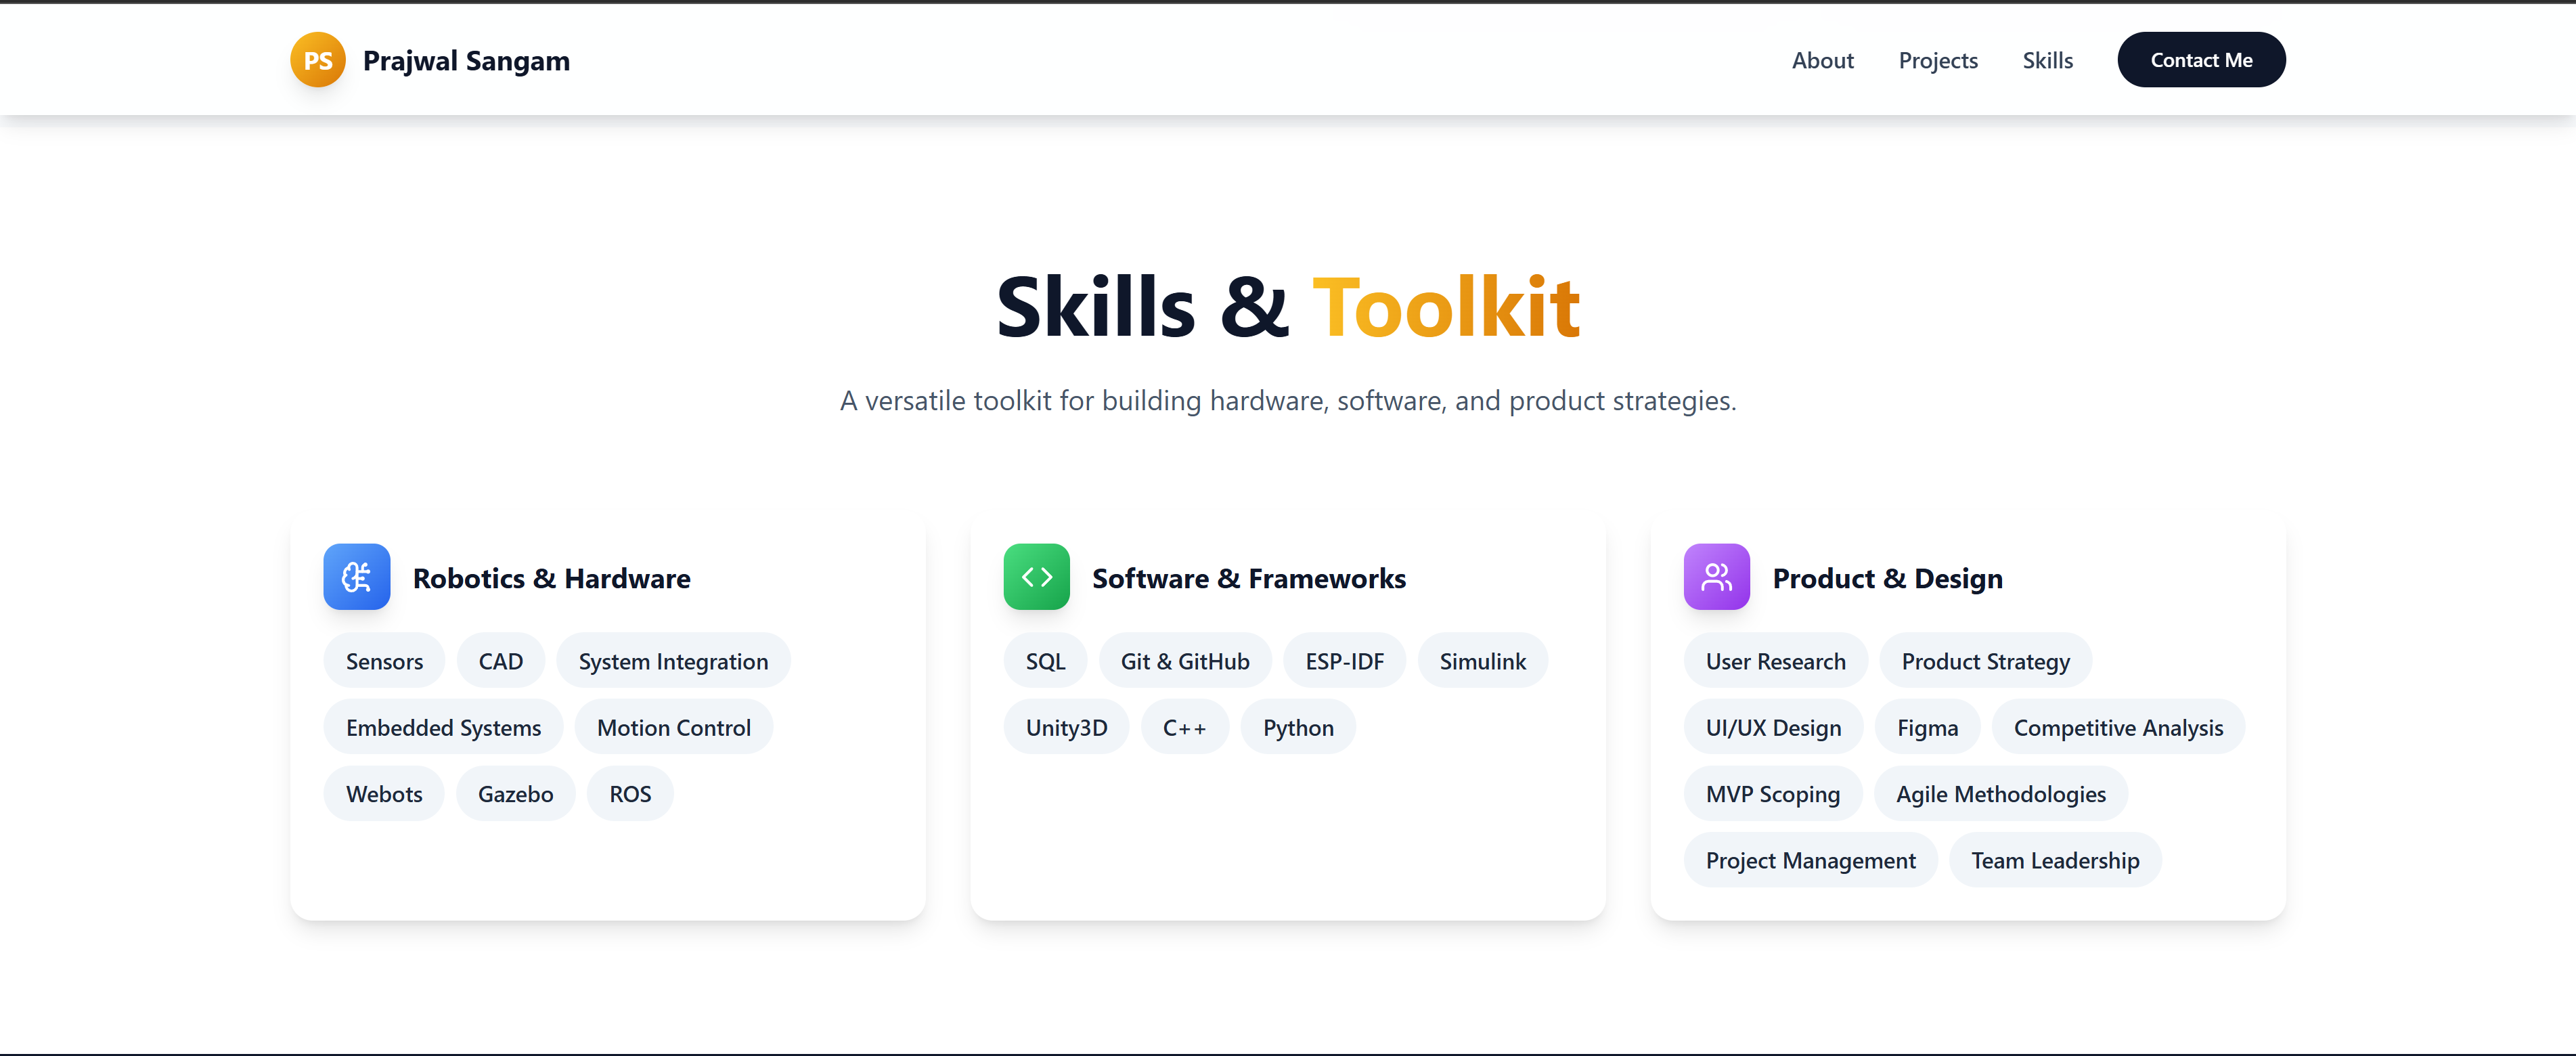 PS Prajwal Sangam About Projects Skills Contact Me
Skills & Toolkit
A versatile toolkit for building hardware, software, and product strategies.
Robotics & Hardware
Sensors CAD System Integration
Embedded Systems Motion Control
Webots Gazebo ROS
Software & Frameworks
SQL Git & GitHub ESP-IDF Simulink
Unity3D C++ Python
Product & Design
User Research Product Strategy
UI/UX Design Figma Competitive Analysis
MVP Scoping Agile Methodologies
Project Management Team Leadership